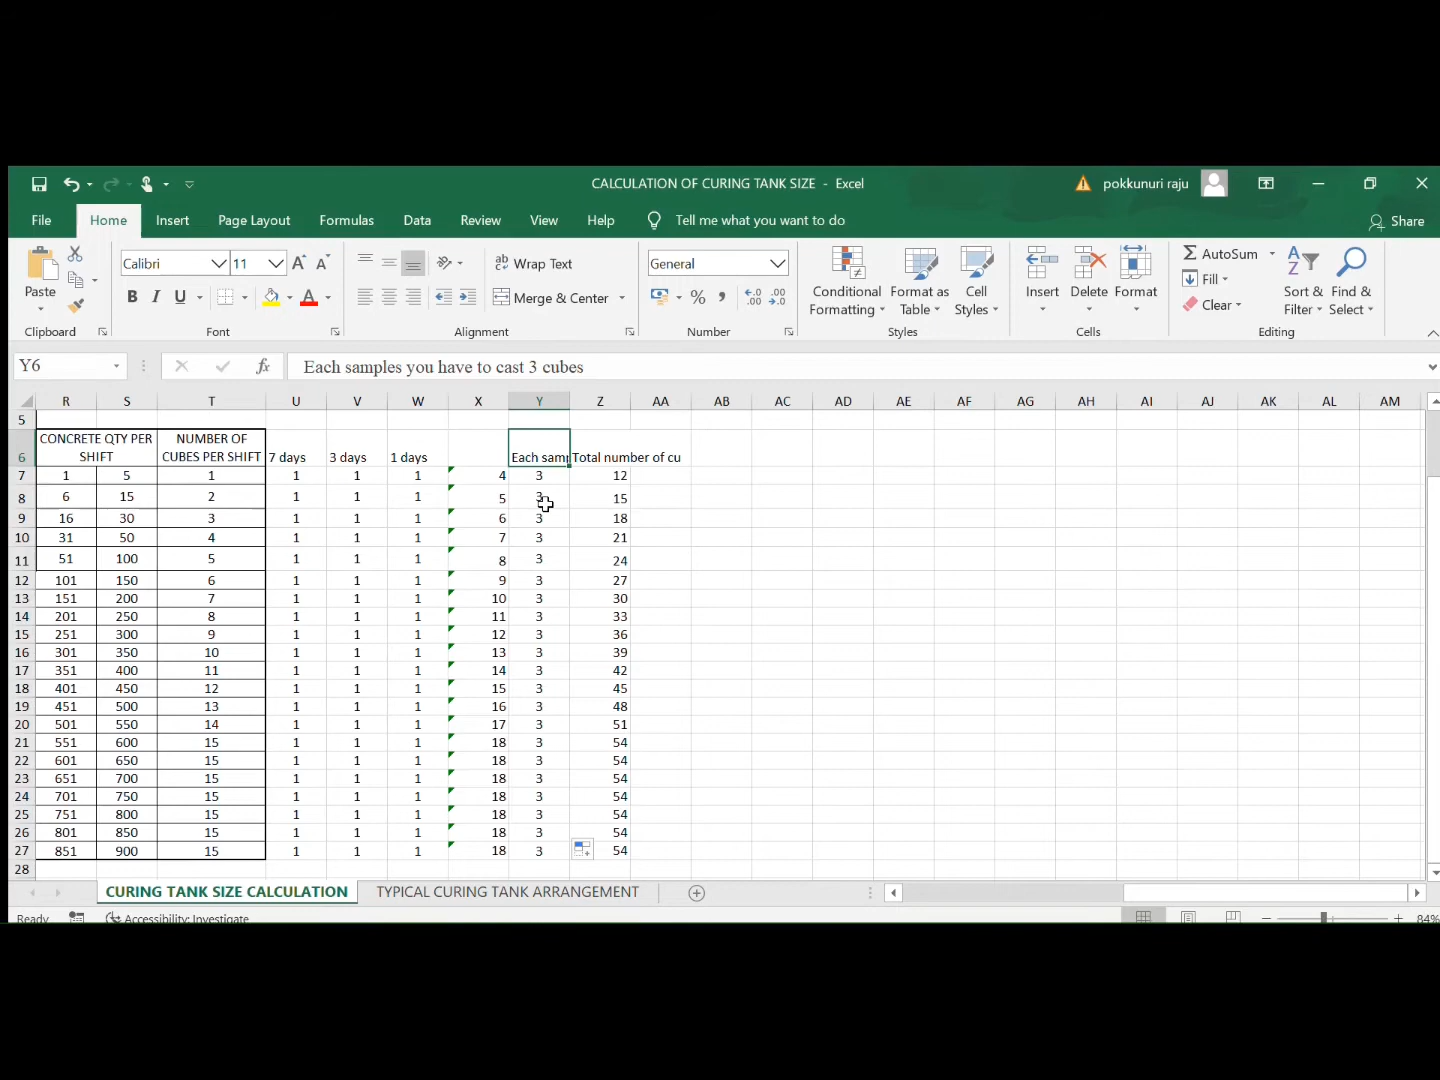 CALCULATION OF CURING TANK SIZE - Excel
pokkunuri raju
File Home Insert Page Layout Formulas Data Review View Help Tell me what you want to do Share
Calibri 11 Wrap Text General AutoSum
Paste Merge & Center Conditional Formatting Format as Table Cell Styles Insert Delete Format Fill Clear Sort & Filter Find & Select
Clipboard Font Alignment Number Styles Cells Editing
Y6 fx Each samples you have to cast 3 cubes
R S T U V W X Y Z AA AB AC AD AE AF AG AH AI AJ AK AL AM
5
6 CONCRETE QTY PER SHIFT NUMBER OF CUBES PER SHIFT 7 days 3 days 1 days Each samp Total number of cu
7 1 5 1 1 1 1 4 3 12
8 6 15 2 1 1 1 5 3 15
9 16 30 3 1 1 1 6 3 18
10 31 50 4 1 1 1 7 3 21
11 51 100 5 1 1 1 8 3 24
12 101 150 6 1 1 1 9 3 27
13 151 200 7 1 1 1 10 3 30
14 201 250 8 1 1 1 11 3 33
15 251 300 9 1 1 1 12 3 36
16 301 350 10 1 1 1 13 3 39
17 351 400 11 1 1 1 14 3 42
18 401 450 12 1 1 1 15 3 45
19 451 500 13 1 1 1 16 3 48
20 501 550 14 1 1 1 17 3 51
21 551 600 15 1 1 1 18 3 54
22 601 650 15 1 1 1 18 3 54
23 651 700 15 1 1 1 18 3 54
24 701 750 15 1 1 1 18 3 54
25 751 800 15 1 1 1 18 3 54
26 801 850 15 1 1 1 18 3 54
27 851 900 15 1 1 1 18 3 54
28
CURING TANK SIZE CALCULATION TYPICAL CURING TANK ARRANGEMENT
Ready Accessibility: Investigate 84%